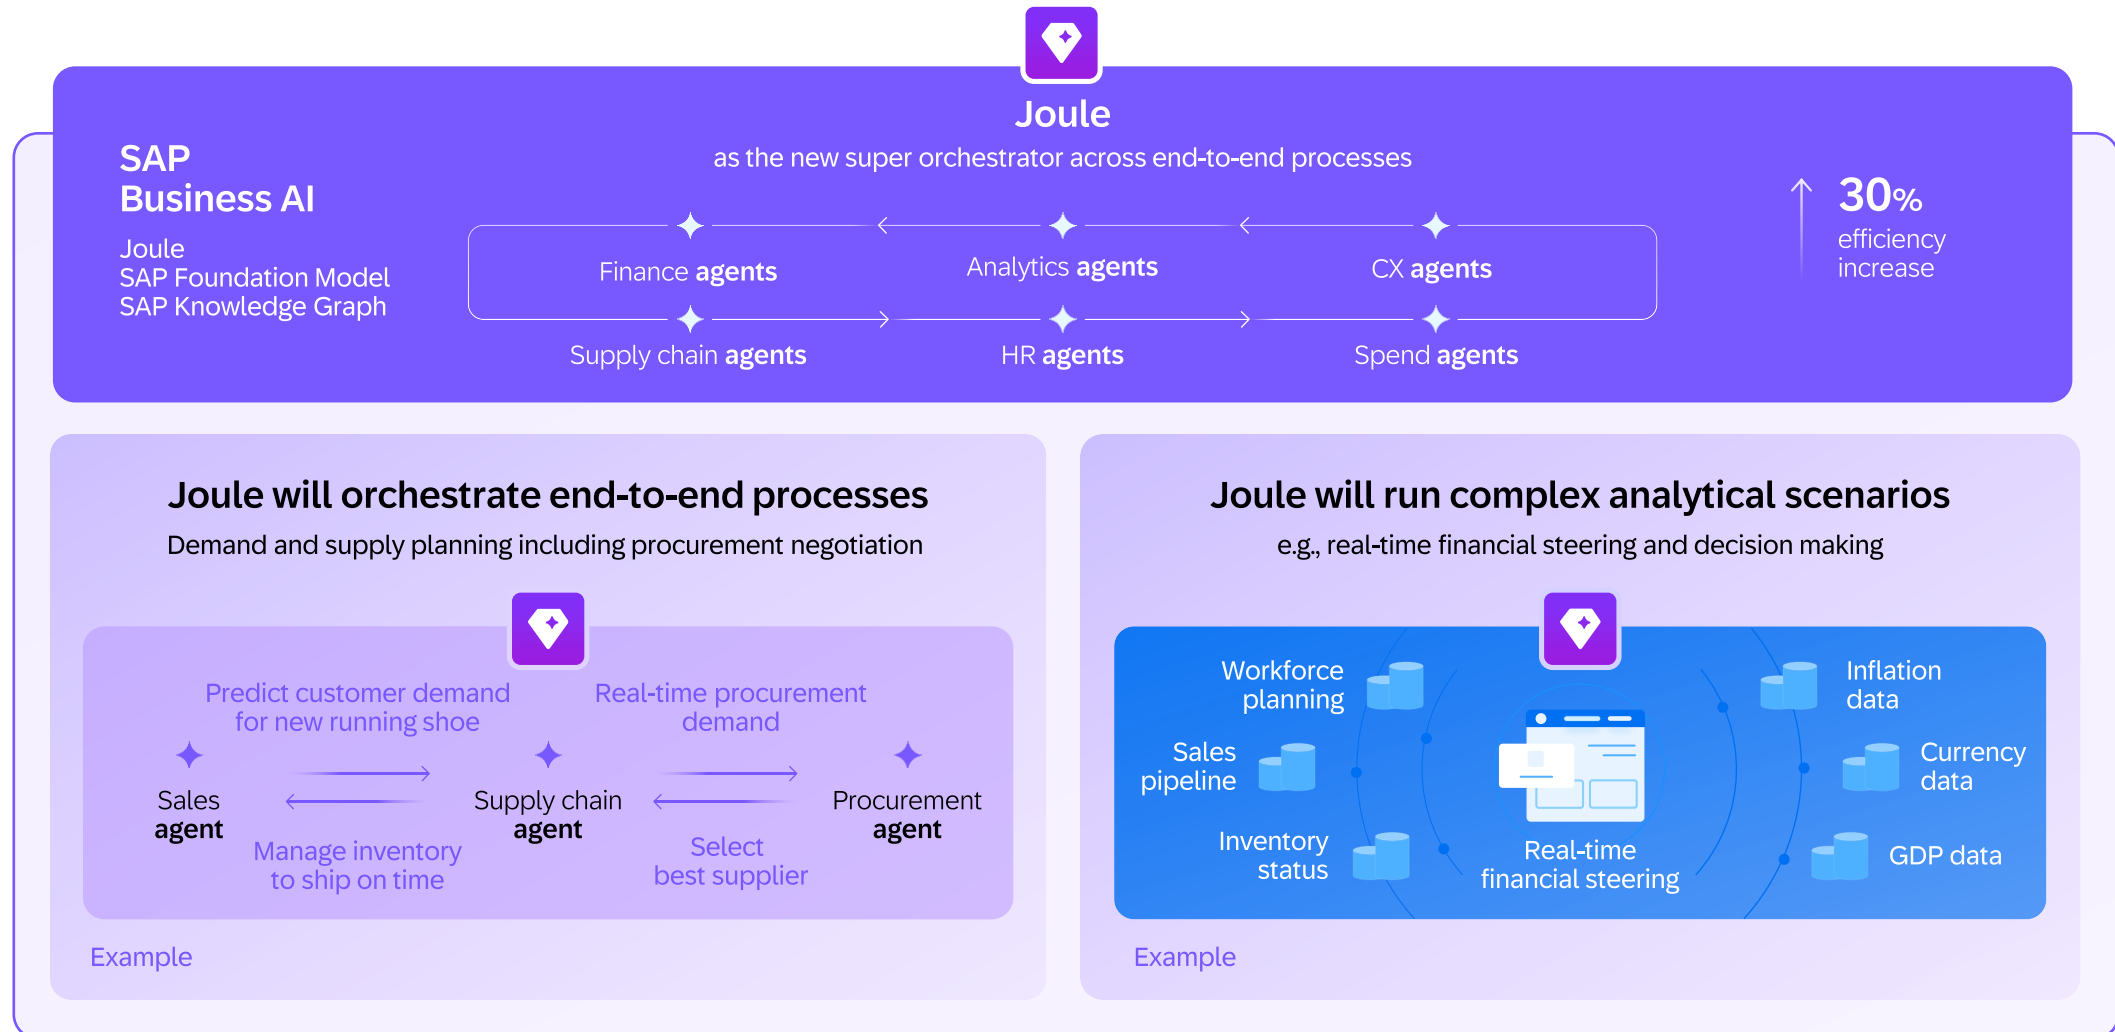 Joule
as the new super orchestrator across end-to-end processes
SAP
Business AI
Joule
SAP Foundation Model
SAP Knowledge Graph
Finance agents
Analytics agents
CX agents
Supply chain agents
HR agents
Spend agents
30%
efficiency
increase
Joule will orchestrate end-to-end processes
Demand and supply planning including procurement negotiation
Predict customer demand
for new running shoe
Real-time procurement
demand
Sales
agent
Supply chain
agent
Procurement
agent
Manage inventory
to ship on time
Select
best supplier
Example
Joule will run complex analytical scenarios
e.g., real-time financial steering and decision making
Workforce
planning
Sales
pipeline
Inventory
status
Real-time
financial steering
Inflation
data
Currency
data
GDP data
Example